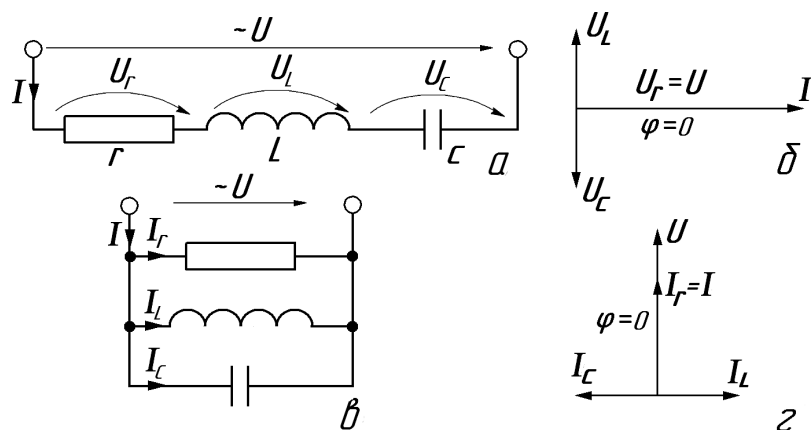 ~U
I
U_r
U_L
U_C
r
L
C
а
U_L
U_r=U
I
φ=0
U_C
б
~U
I
I_r
I_L
I_C
в
U
I_r=I
φ=0
I_C
I_L
г